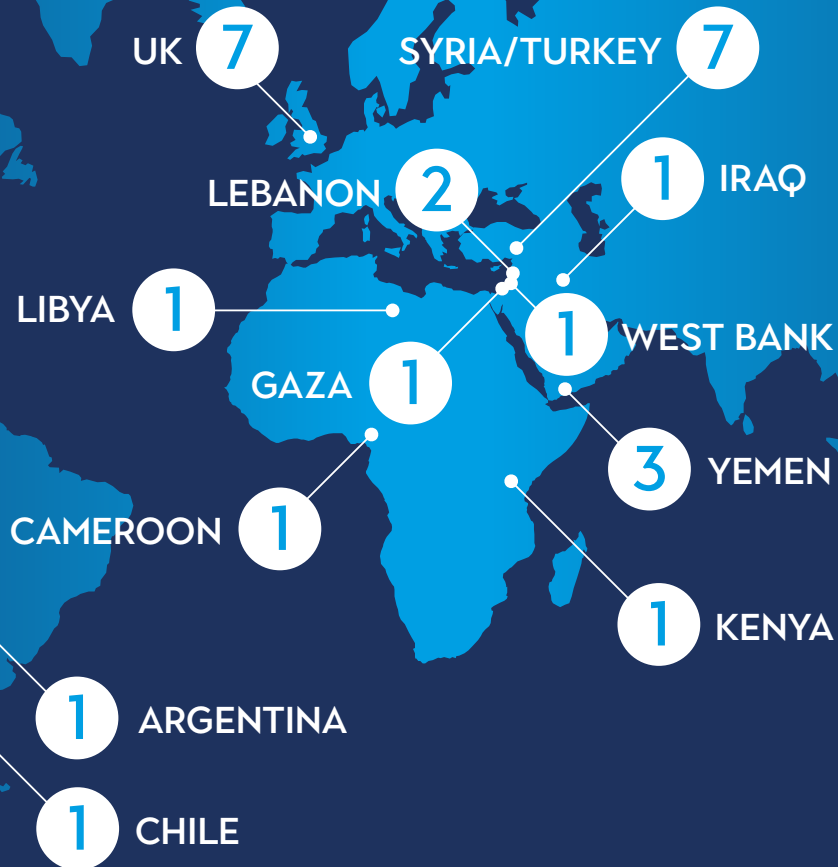 UK 7
SYRIA/TURKEY 7
LEBANON 2
1 IRAQ
LIBYA 1
1 WEST BANK
GAZA 1
3 YEMEN
CAMEROON 1
1 KENYA
1 ARGENTINA
1 CHILE